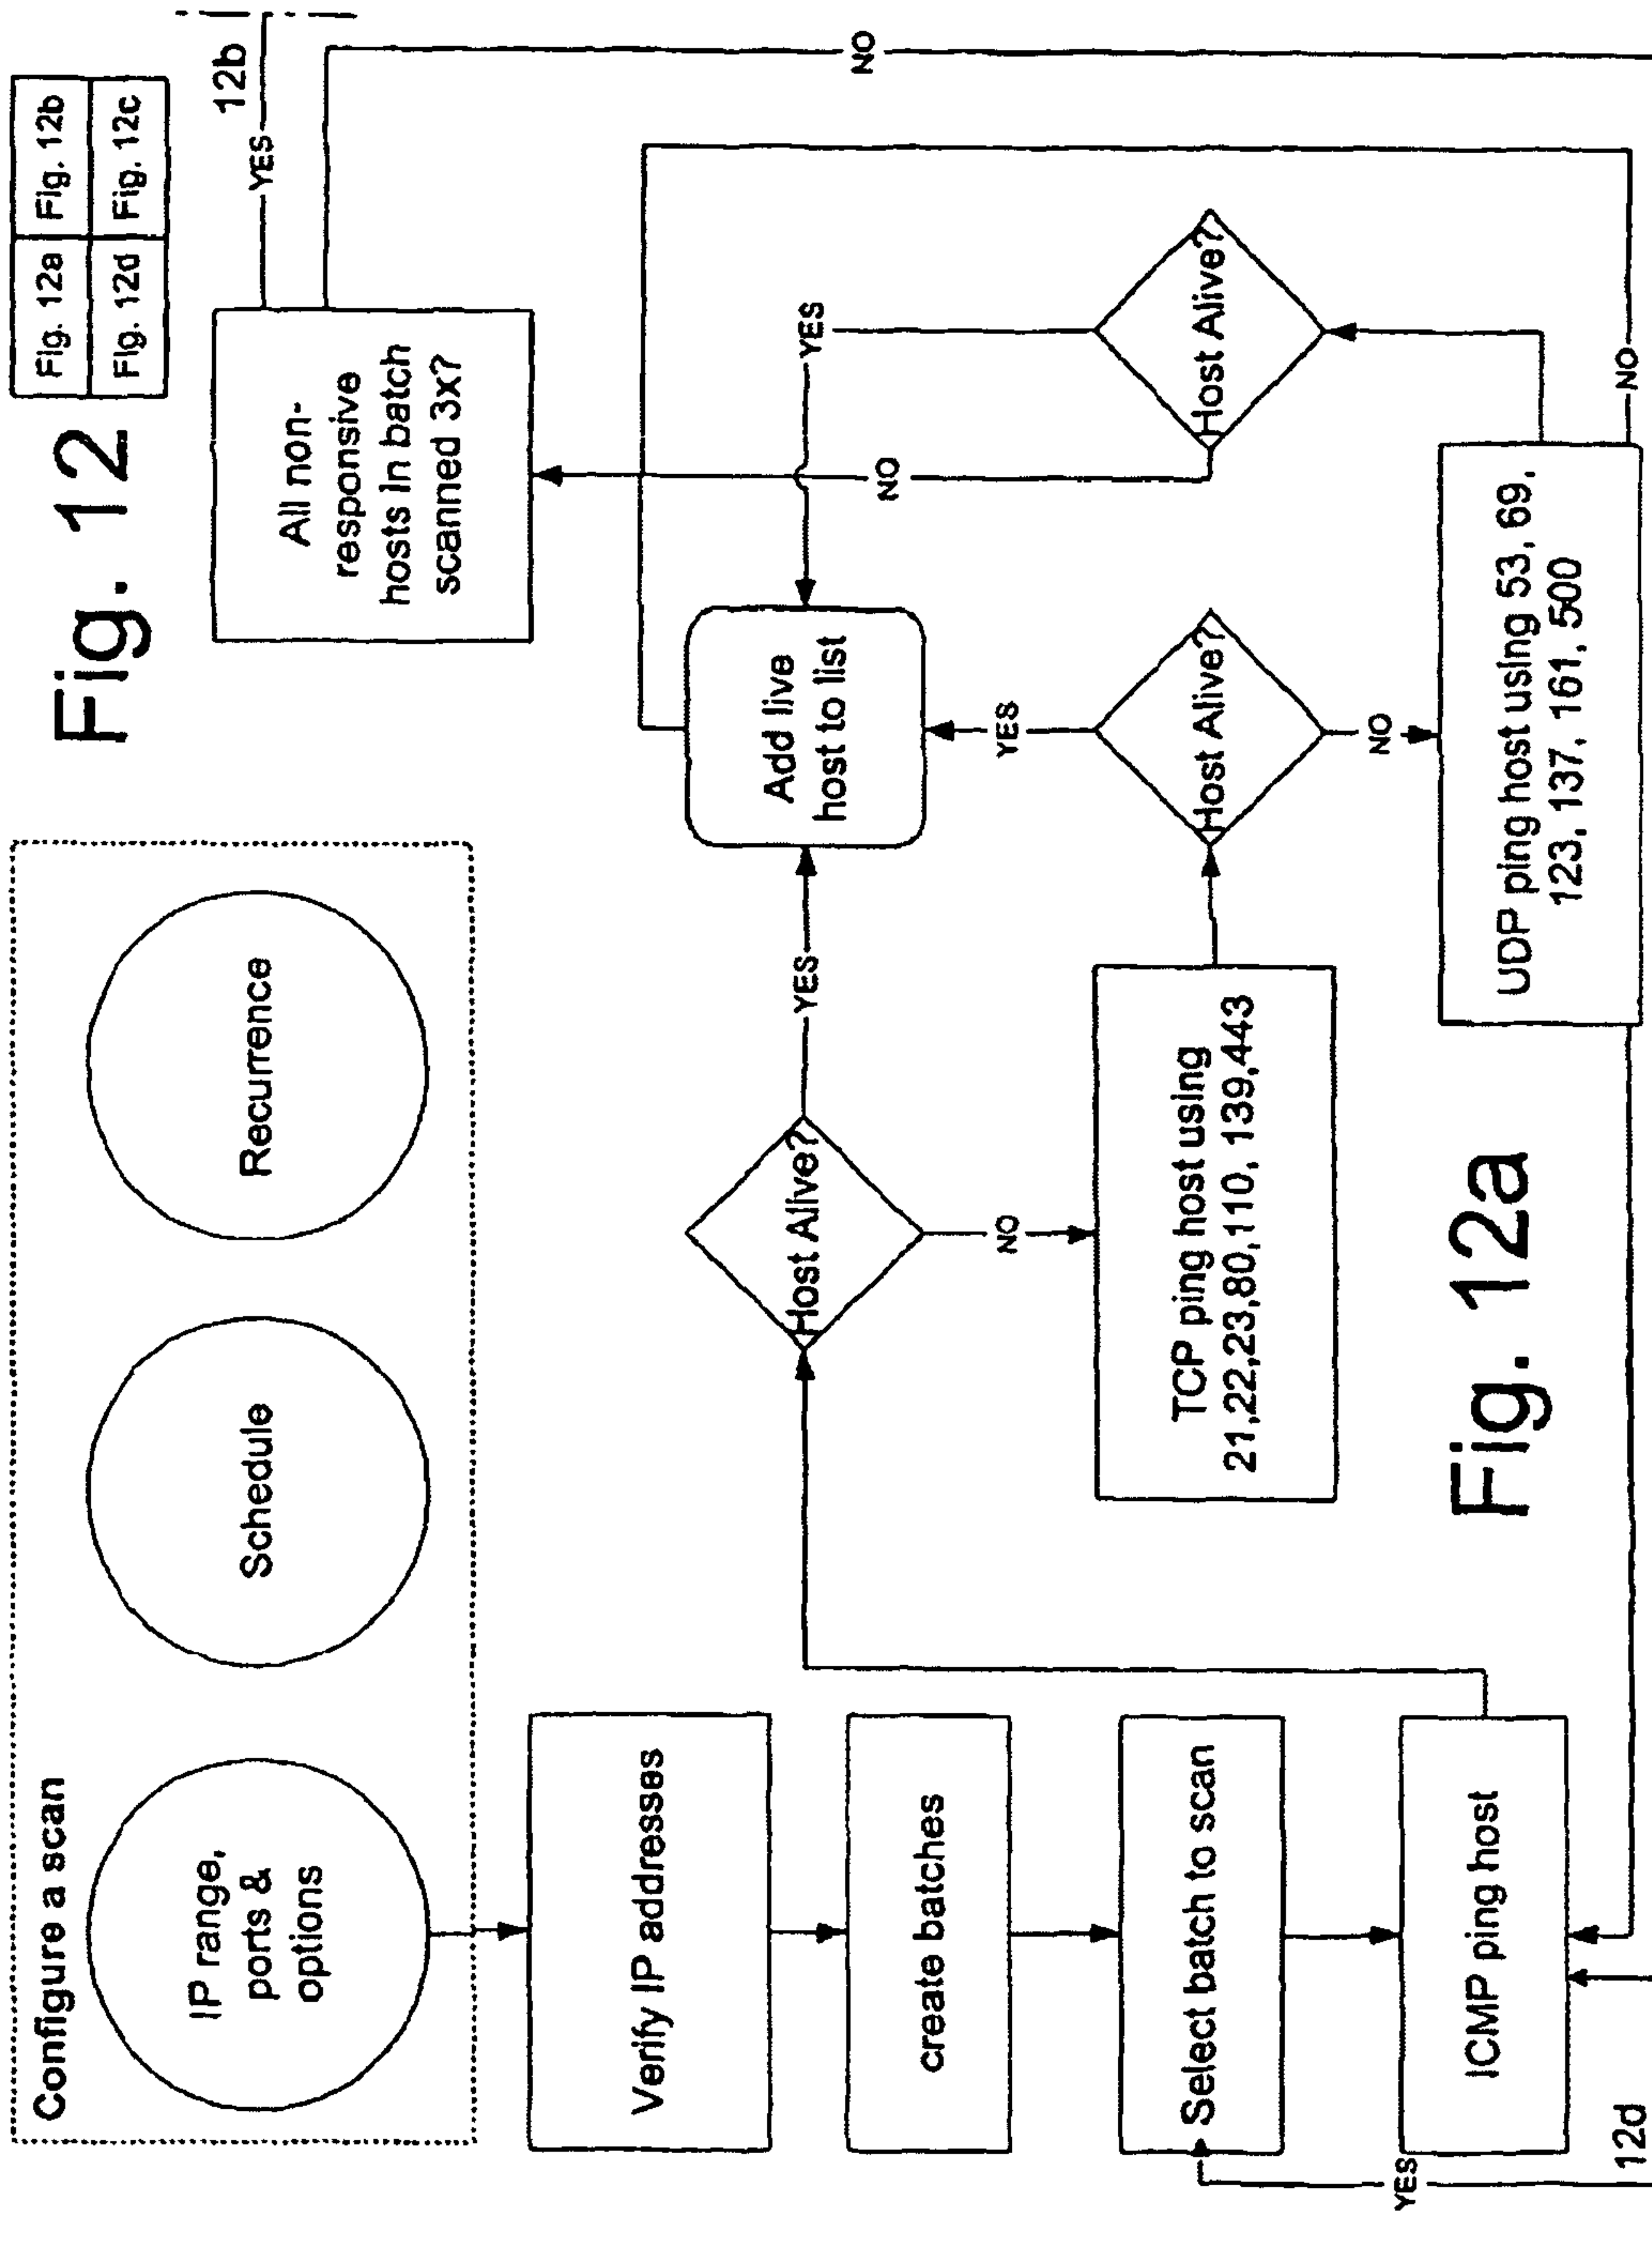 Fig. 12
Fig. 12a
Fig. 12b
Fig. 12d
Fig. 12c
Configure a scan
IP range,
ports &
options
Schedule
Recurrence
Verify IP addresses
create batches
Select batch to scan
ICMP ping host
YES
12d
Host Alive?
YES
NO
TCP ping host using
21,22,23,80,110, 139,443
Host Alive?
YES
NO
Add live
host to list
UDP ping host using 53, 69,
123, 137, 161, 500
Host Alive?
YES
NO
NO
All non-
responsive
hosts in batch
scanned 3x?
YES
12b
NO
Fig. 12a